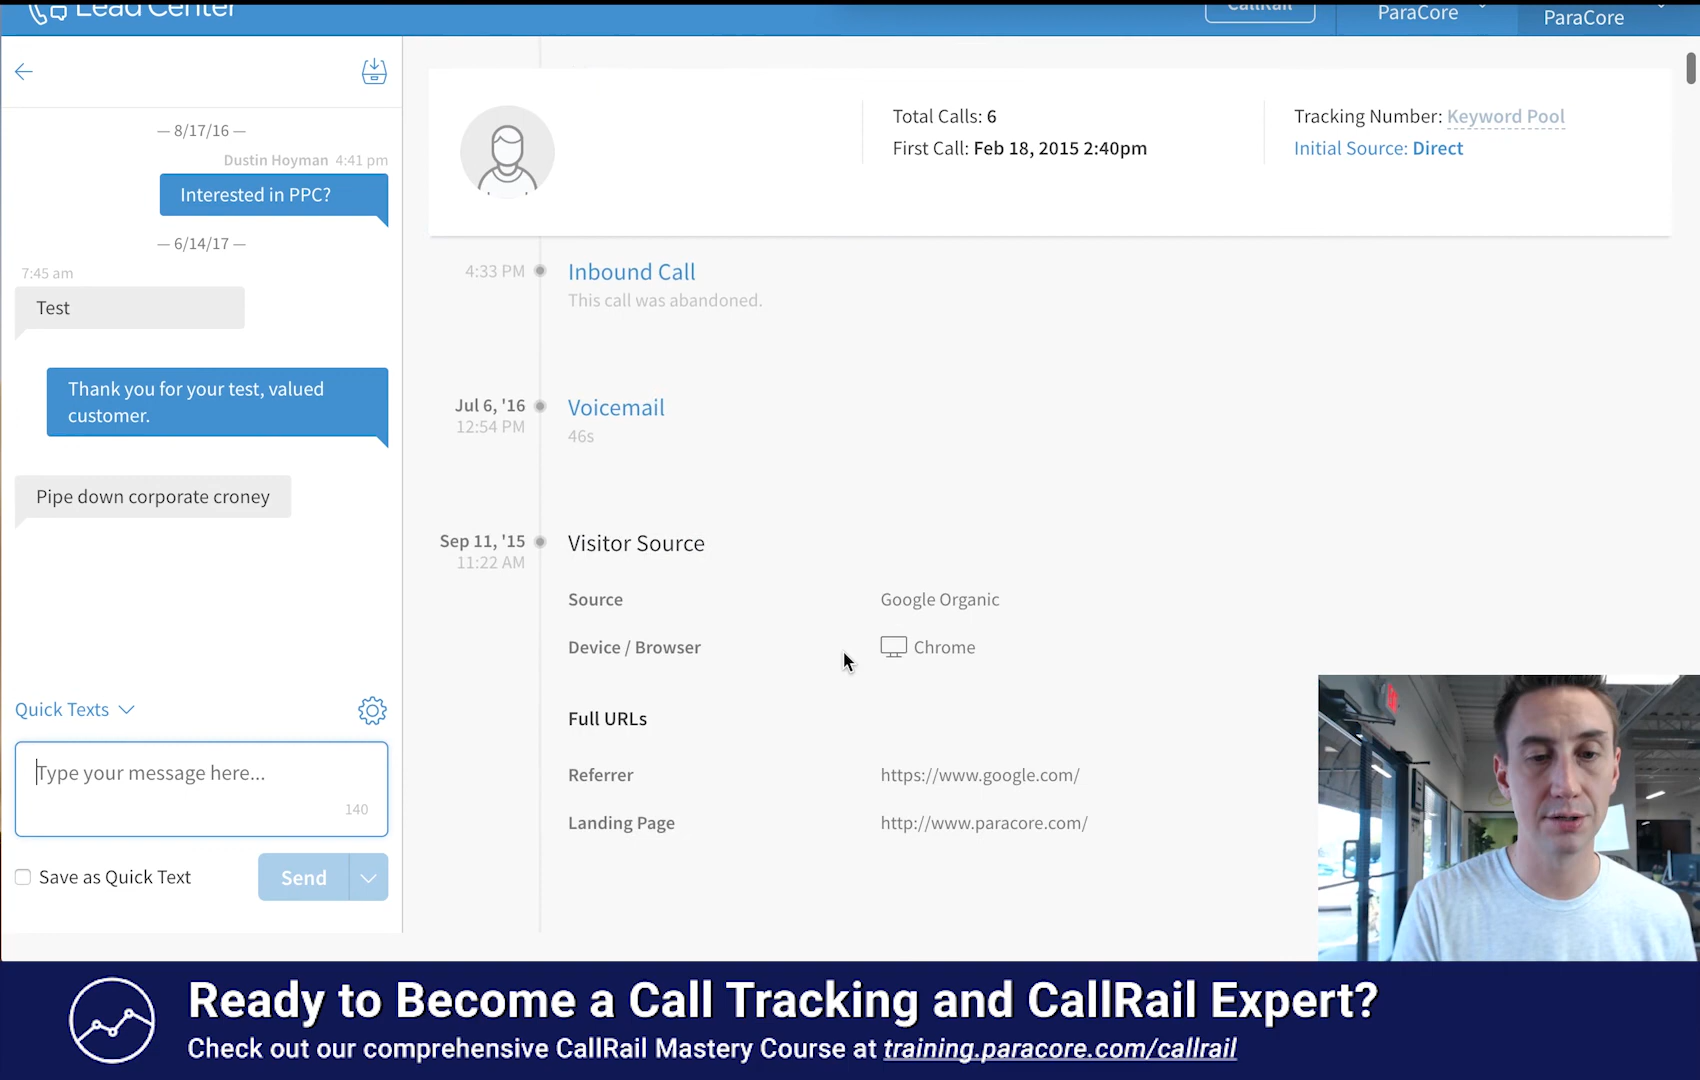 Lead Center
CallRail
ParaCore
ParaCore
— 8/17/16 —
Dustin Hoyman 4:41 pm
Interested in PPC?
— 6/14/17 —
7:45 am
Test
Thank you for your test, valued
customer.
Pipe down corporate croney
Quick Texts
Type your message here...
140
Save as Quick Text
Send
Total Calls: 6
First Call: Feb 18, 2015 2:40pm
Tracking Number: Keyword Pool
Initial Source: Direct
4:33 PM
Inbound Call
This call was abandoned.
Jul 6, '16
12:54 PM
Voicemail
46s
Sep 11, '15
11:22 AM
Visitor Source
Source
Google Organic
Device / Browser
Chrome
Full URLs
Referrer
https://www.google.com/
Landing Page
http://www.paracore.com/
Ready to Become a Call Tracking and CallRail Expert?
Check out our comprehensive CallRail Mastery Course at training.paracore.com/callrail